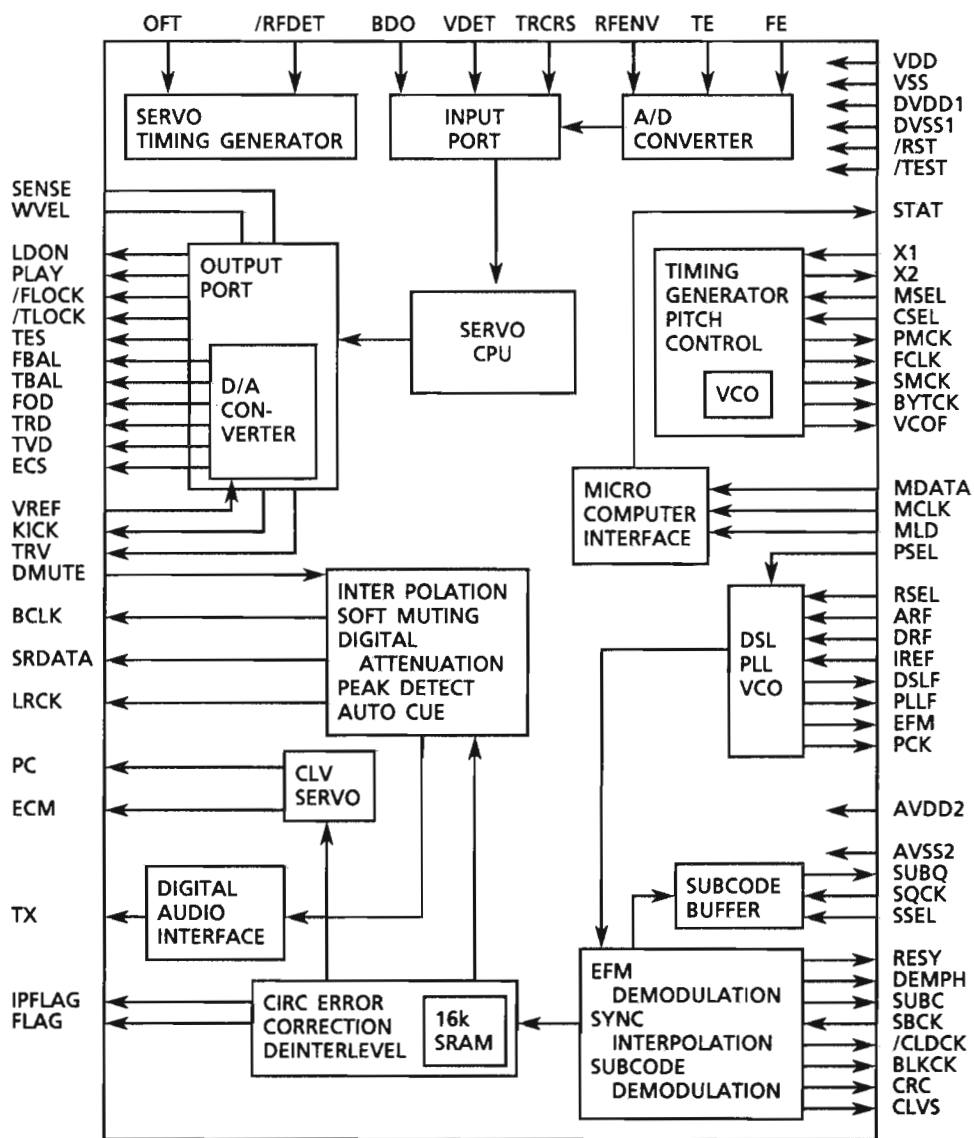 OFT /RFDET BDO VDET TRCRS RFENV TE FE
SERVO
TIMING GENERATOR
INPUT
PORT
A/D
CONVERTER
VDD
VSS
DVDD1
DVSS1
/RST
/TEST
STAT
SENSE
WVEL
LDON
PLAY
/FLOCK
/TLOCK
TES
FBAL
TBAL
FOD
TRD
TVD
ECS
VREF
KICK
TRV
OUTPUT
PORT
D/A
CON-
VERTER
SERVO
CPU
TIMING
GENERATOR
PITCH
CONTROL
VCO
X1
X2
MSEL
CSEL
PMCK
FCLK
SMCK
BYTCK
VCOF
MICRO
COMPUTER
INTERFACE
MDATA
MCLK
MLD
PSEL
DMUTE
BCLK
SRDATA
LRCK
INTER POLATION
SOFT MUTING
DIGITAL
ATTENUATION
PEAK DETECT
AUTO CUE
DSL
PLL
VCO
RSEL
ARF
DRF
IREF
DSLF
PLLF
EFM
PCK
PC
ECM
CLV
SERVO
AVDD2
AVSS2
SUBCODE
BUFFER
SUBQ
SQCK
SSEL
TX
DIGITAL
AUDIO
INTERFACE
IPFLAG
FLAG
CIRC ERROR
CORRECTION
DEINTERLEVEL
16k
SRAM
EFM
DEMODULATION
SYNC
INTERPOLATION
SUBCODE
DEMODULATION
RESY
DEMPH
SUBC
SBCK
/CLDCK
BLKCK
CRC
CLVS